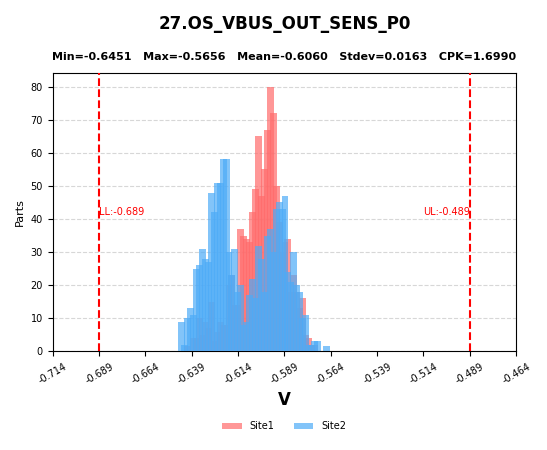 27.OS_VBUS_OUT_SENS_P0
Min=-0.6451 Max=-0.5656 Mean=-0.6060 Stdev=0.0163 CPK=1.6990
80
70
60
50
40
30
20
10
0
Parts
LL:-0.689
UL:-0.489
-0.714
-0.689
-0.664
-0.639
-0.614
-0.589
-0.564
-0.539
-0.514
-0.489
-0.464
V
Site1
Site2